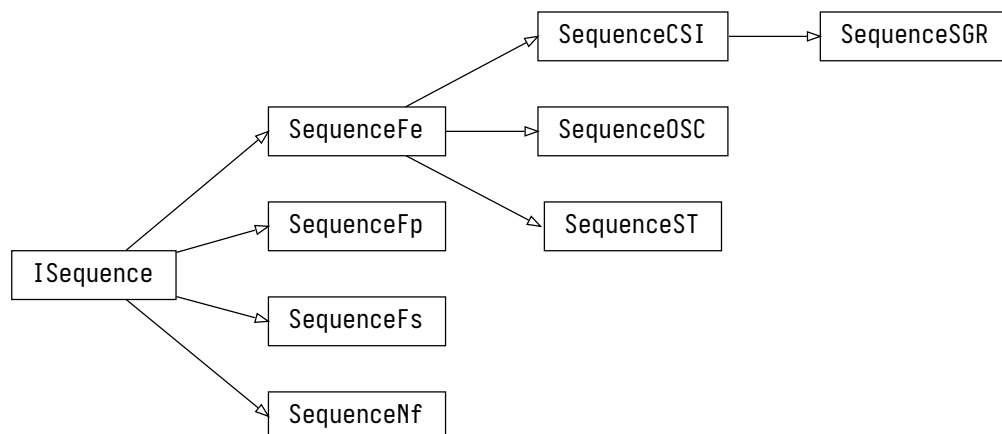 SequenceCSI
SequenceSGR
SequenceFe
SequenceOSC
SequenceFp
SequenceST
ISequence
SequenceFs
SequenceNf